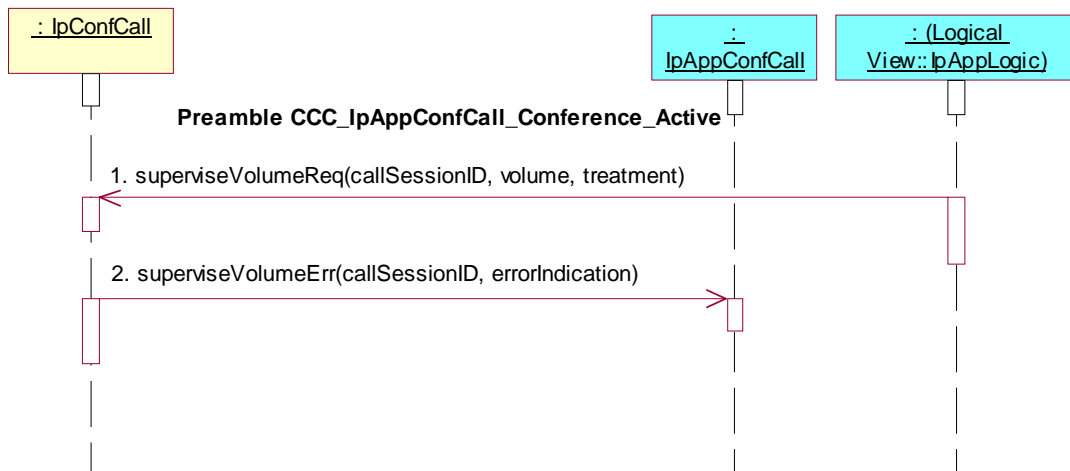 : IpConfCall
:
IpAppConfCall
: (Logical
View::IpAppLogic)
Preamble CCC_IpAppConfCall_Conference_Active
1. superviseVolumeReq(callSessionID, volume, treatment)
2. superviseVolumeErr(callSessionID, errorIndication)